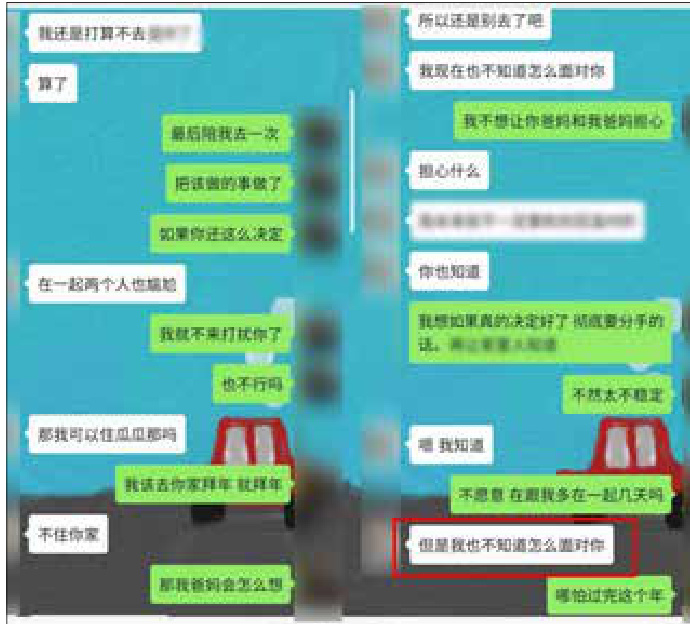 我还是打算不去
算了
最后陪我去一次
把该做的事做了
如果你还这么决定
在一起两个人也尴尬
我就不来打扰你了
也不行吗
那我可以住瓜瓜那吗
我该去你家拜年 就拜年
不住你家
那我爸妈会怎么想
所以还是别去了吧
我现在也不知道怎么面对你
我不想让你爸妈和我爸妈担心
担心什么
你也知道
我想如果真的决定好了 彻底要分手的
话。
不然太不稳定
嗯 我知道
不愿意 在跟我多在一起几天吗
但是我也不知道怎么面对你
哪怕过完这个年